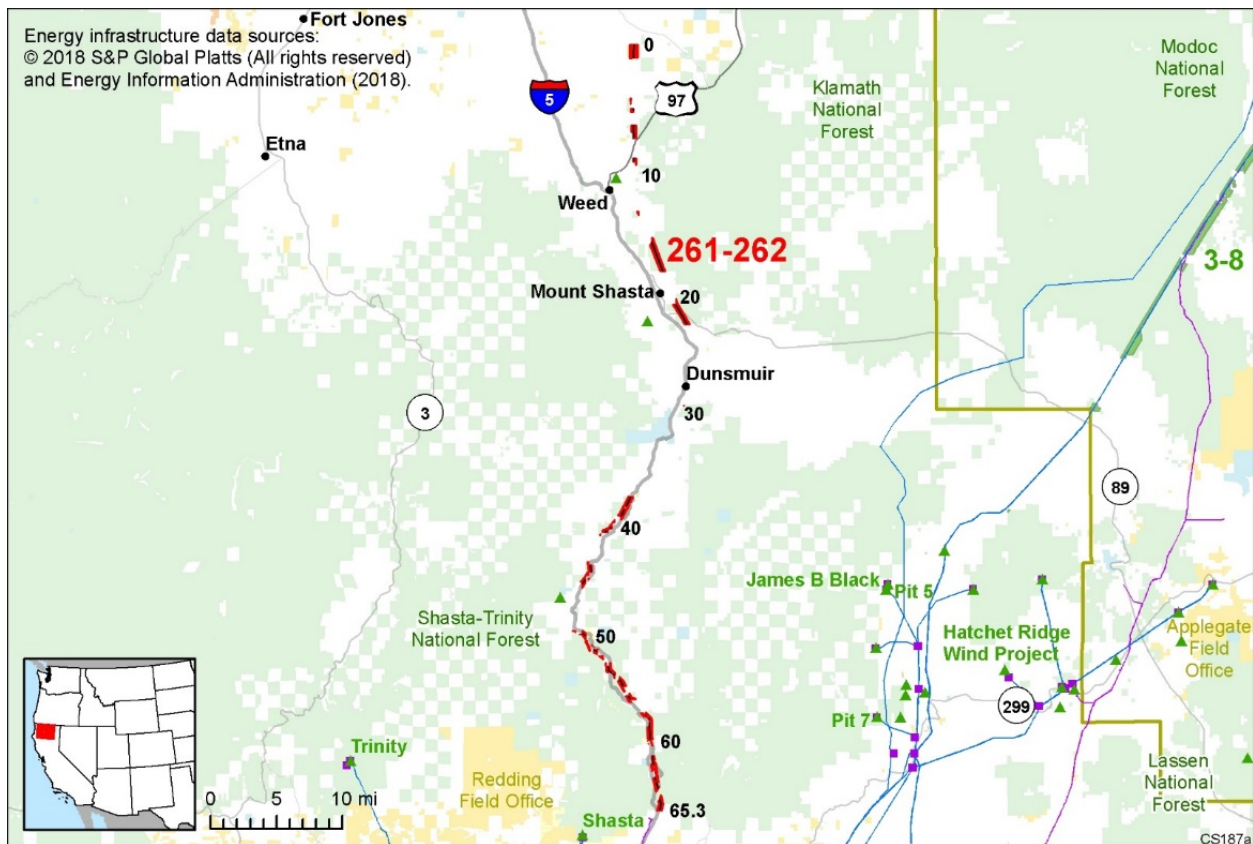 Fort Jones
Energy infrastructure data sources:
© 2018 S&P Global Platts (All rights reserved)
and Energy Information Administration (2018).
0
Modoc
National
Forest
5
97
Klamath
National
Forest
Etna
10
Weed
261-262
3-8
Mount Shasta
20
Dunsmuir
3
30
89
40
James B Black
Pit 5
Shasta-Trinity
National Forest
50
Hatchet Ridge
Wind Project
Applegate
Field
Office
299
Pit 7
60
Trinity
Redding
Field Office
Lassen
National
Forest
0 5 10 mi
65.3
Shasta
CS187a